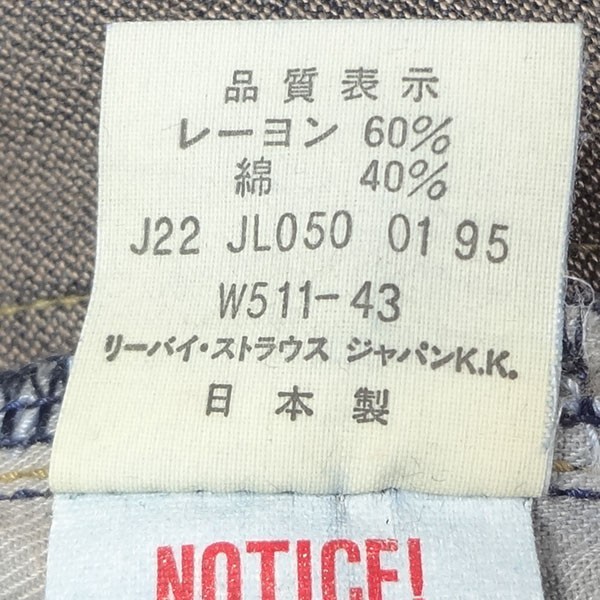 品質表示
レーヨン 60%
綿 40%
J22 JL050 01 95
W511-43
リーバイ・ストラウス ジャパンK.K.
日本製
NOTICE!